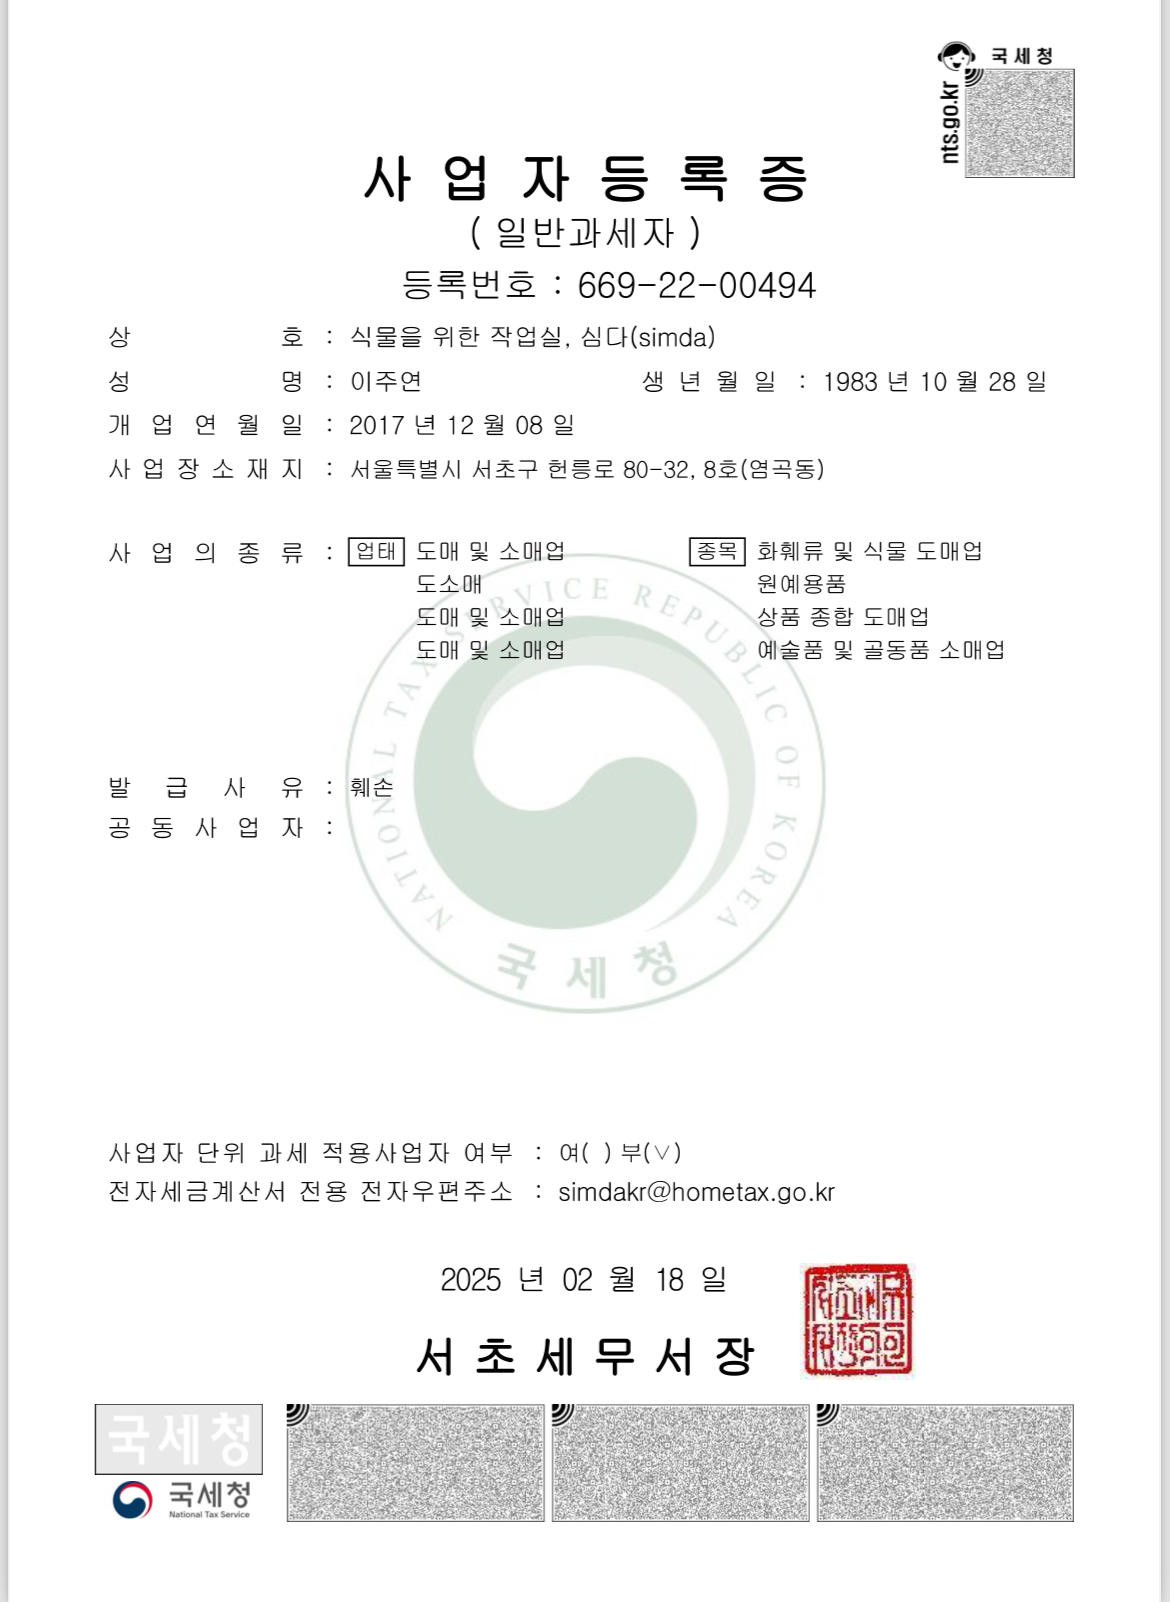 국세청
nts.go.kr
사업자등록증
( 일반과세자 )
등록번호 : 669-22-00494
상 호 : 식물을 위한 작업실, 심다(simda)
성 명 : 이주연 생 년 월 일 : 1983 년 10 월 28 일
개 업 연 월 일 : 2017 년 12 월 08 일
사 업 장 소 재 지 : 서울특별시 서초구 헌릉로 80-32, 8호(염곡동)
사 업 의 종 류 : 업태 도매 및 소매업 종목 화훼류 및 식물 도매업
도소매 원예용품
도매 및 소매업 상품 종합 도매업
도매 및 소매업 예술품 및 골동품 소매업
NATIONAL TAX SERVICE REPUBLIC OF KOREA
발 급 사 유 : 훼손
공 동 사 업 자 :
국세청
사업자 단위 과세 적용사업자 여부 : 여( ) 부(∨)
전자세금계산서 전용 전자우편주소 : simdakr@hometax.go.kr
2025 년 02 월 18 일
서초세무서장
국세청
국세청
National Tax Service